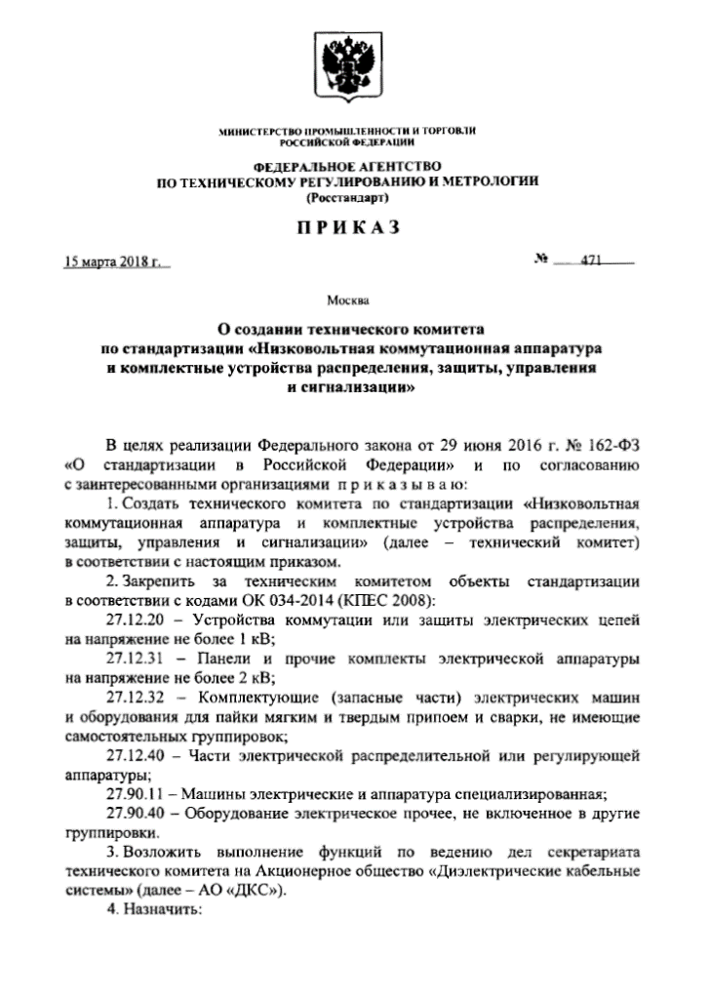 МИНИСТЕРСТВО ПРОМЫШЛЕННОСТИ И ТОРГОВЛИ
РОССИЙСКОЙ ФЕДЕРАЦИИ
ФЕДЕРАЛЬНОЕ АГЕНТСТВО
ПО ТЕХНИЧЕСКОМУ РЕГУЛИРОВАНИЮ И МЕТРОЛОГИИ
(Росстандарт)
П Р И К А З
15 марта 2018 г. № 471
Москва
О создании технического комитета
по стандартизации «Низковольтная коммутационная аппаратура
и комплектные устройства распределения, защиты, управления
и сигнализации»
В целях реализации Федерального закона от 29 июня 2016 г. № 162-ФЗ
«О стандартизации в Российской Федерации» и по согласованию
с заинтересованными организациями п р и к а з ы в а ю:
1. Создать технического комитета по стандартизации «Низковольтная
коммутационная аппаратура и комплектные устройства распределения,
защиты, управления и сигнализации» (далее – технический комитет)
в соответствии с настоящим приказом.
2. Закрепить за техническим комитетом объекты стандартизации
в соответствии с кодами ОК 034-2014 (КПЕС 2008):
27.12.20 – Устройства коммутации или защиты электрических цепей
на напряжение не более 1 кВ;
27.12.31 – Панели и прочие комплекты электрической аппаратуры
на напряжение не более 2 кВ;
27.12.32 – Комплектующие (запасные части) электрических машин
и оборудования для пайки мягким и твердым припоем и сварки, не имеющие
самостоятельных группировок;
27.12.40 – Части электрической распределительной или регулирующей
аппаратуры;
27.90.11 – Машины электрические и аппаратура специализированная;
27.90.40 – Оборудование электрическое прочее, не включенное в другие
группировки.
3. Возложить выполнение функций по ведению дел секретариата
технического комитета на Акционерное общество «Диэлектрические кабельные
системы» (далее – АО «ДКС»).
4. Назначить: